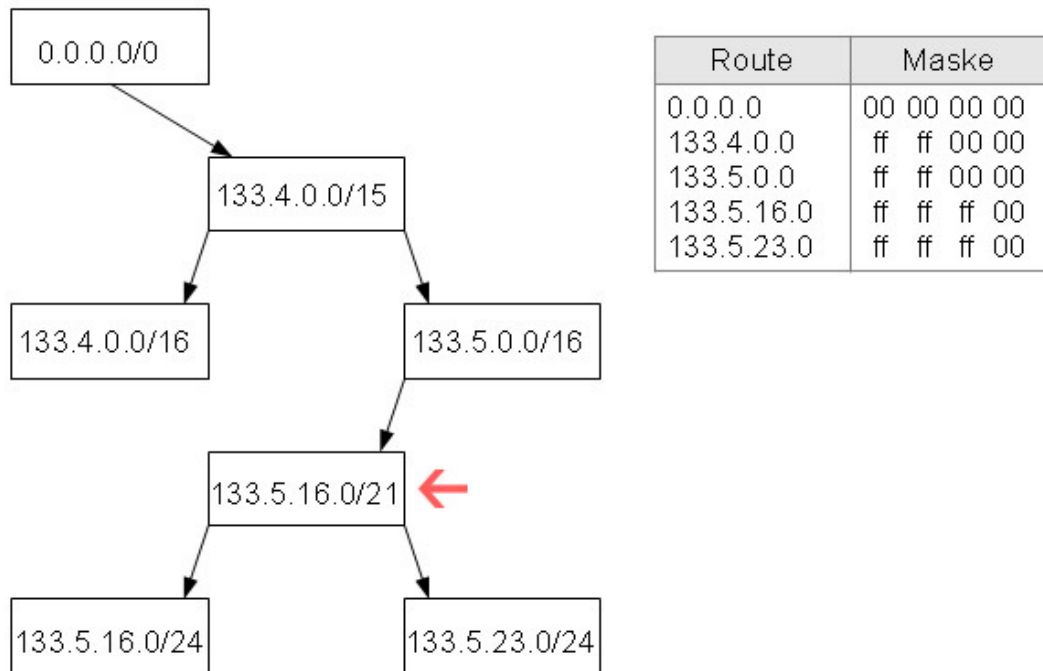 0.0.0.0/0
133.4.0.0/15
133.4.0.0/16
133.5.0.0/16
133.5.16.0/21
133.5.16.0/24
133.5.23.0/24
Route Maske
0.0.0.0 00 00 00 00
133.4.0.0 ff ff 00 00
133.5.0.0 ff ff 00 00
133.5.16.0 ff ff ff 00
133.5.23.0 ff ff ff 00